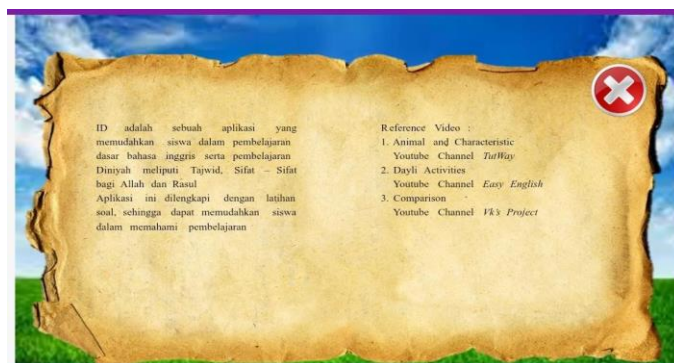 ID adalah sebuah aplikasi yang
memudahkan siswa dalam pembelajaran
dasar bahasa inggris serta pembelajaran
Diniyah meliputi Tajwid, Sifat – Sifat
bagi Allah dan Rasul
Aplikasi ini dilengkapi dengan latihan
soal, sehingga dapat memudahkan siswa
dalam memahami pembelajaran
Reference Video :
1. Animal and Characteristic
Youtube Channel TutWay
2. Dayli Activities
Youtube Channel Easy English
3. Comparison
Youtube Channel Vk's Project